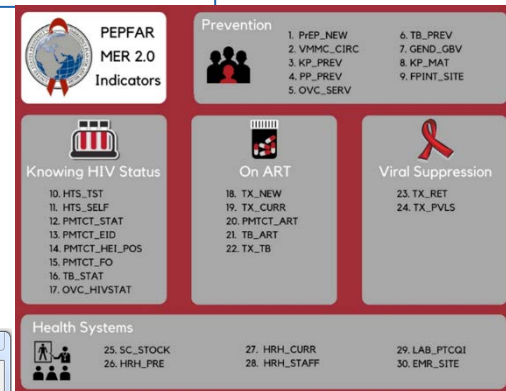 PEPFAR
MER 2.0
Indicators
Prevention
1. PrEP_NEW
2. VMMC_CIRC
3. KP_PREV
4. PP_PREV
5. OVC_SERV
6. TB_PREV
7. GEND_GBV
8. KP_MAT
9. FPINT_SITE
Knowing HIV Status
10. HTS_TST
11. HTS_SELF
12. PMTCT_STAT
13. PMTCT_EID
14. PMTCT_HEI_POS
15. PMTCT_FO
16. TB_STAT
17. OVC_HIVSTAT
On ART
18. TX_NEW
19. TX_CURR
20. PMTCT_ART
21. TB_ART
22. TX_TB
Viral Suppression
23. TX_RET
24. TX_PVLS
Health Systems
25. SC_STOCK
26. HRH_PRE
27. HRH_CURR
28. HRH_STAFF
29. LAB_PTCQI
30. EMR_SITE